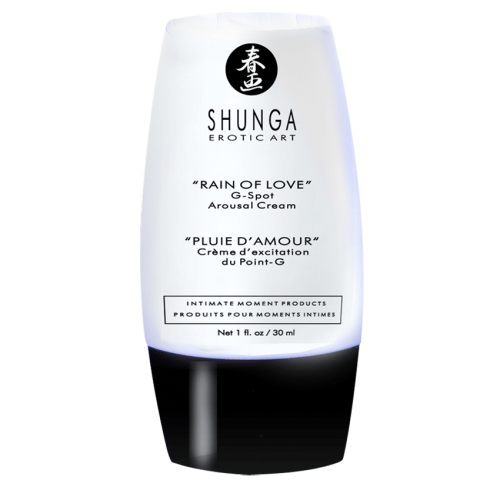 春画
SHUNGA
EROTIC ART
“RAIN OF LOVE”
G-Spot
Arousal Cream
“PLUIE D’AMOUR“
Crème d’excitation
du Point-G
INTIMATE MOMENT PRODUCTS
PRODUITS POUR MOMENTS INTIMES
Net 1 fl. oz / 30 ml